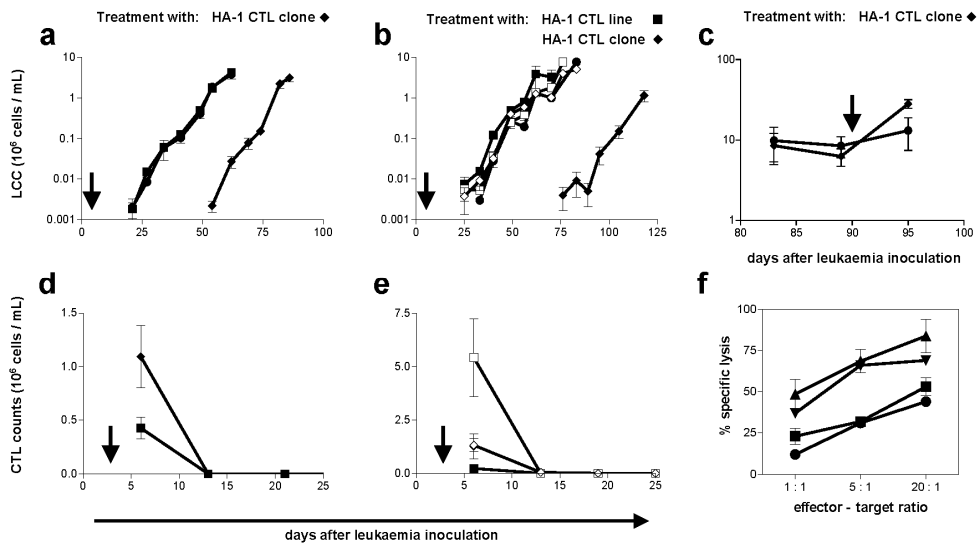 Treatment with: HA-1 CTL clone ◆
Treatment with: HA-1 CTL line ■
HA-1 CTL clone ◆
Treatment with: HA-1 CTL clone ◆
a
b
c
LCC (10⁶ cells / mL)
10
1
0.1
0.01
0.001
0 25 50 75 100
10
1
0.1
0.01
0.001
0 25 50 75 100 125
100
10
1
80 85 90 95 100
days after leukaemia inoculation
d
e
f
CTL counts (10⁶ cells / mL)
1.5
1.0
0.5
0.0
0 5 10 15 20 25
7.5
5.0
2.5
0.0
0 5 10 15 20 25
days after leukaemia inoculation
% specific lysis
100
75
50
25
0
1 : 1 5 : 1 20 : 1
effector - target ratio